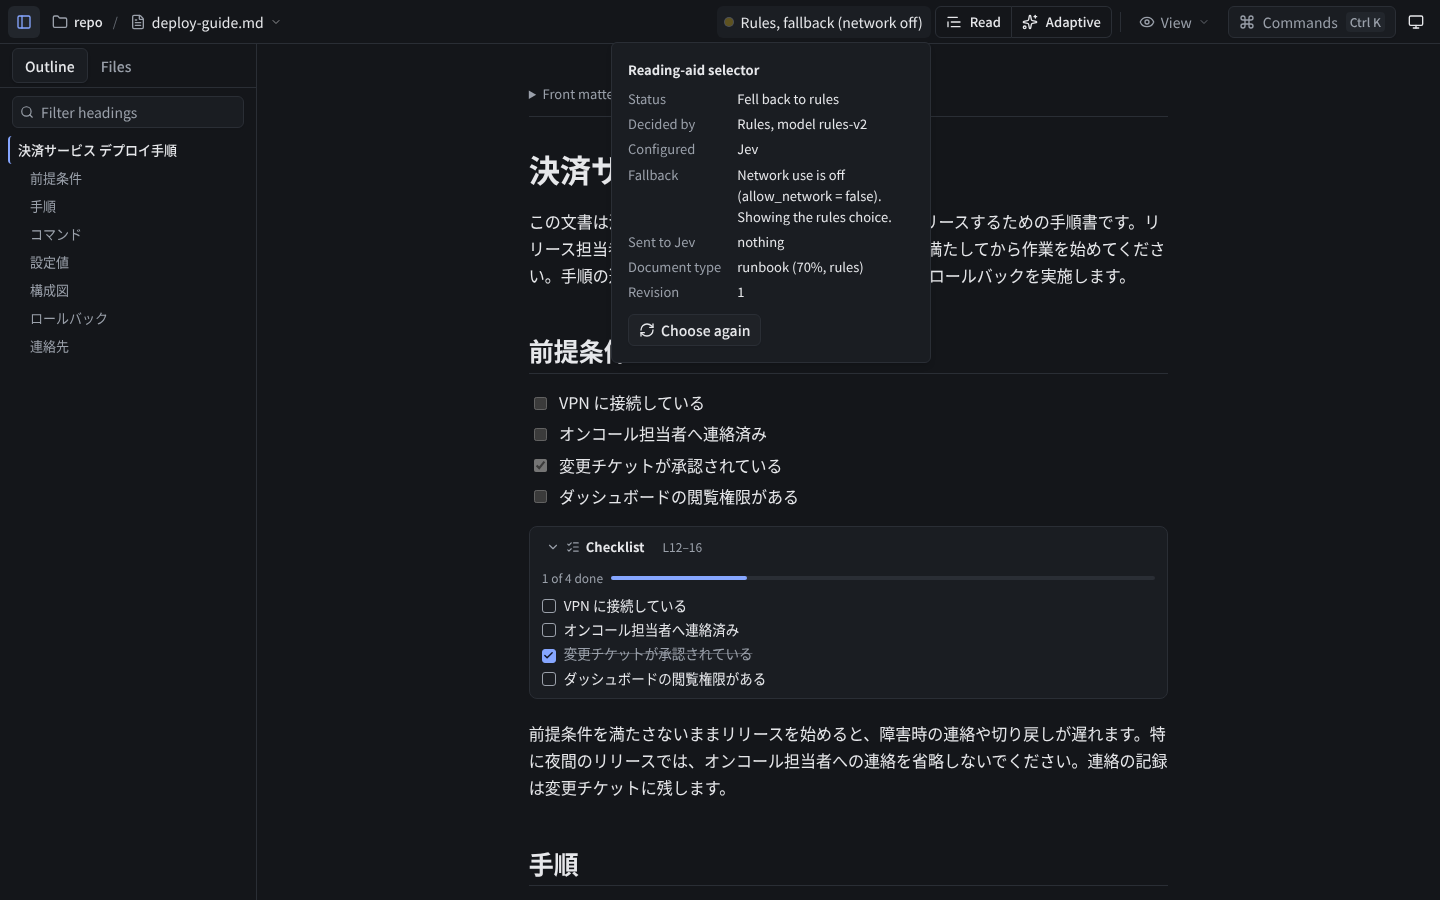 repo / deploy-guide.md
Rules, fallback (network off)
Read
Adaptive
View
Commands Ctrl K
Outline
Files
Filter headings
決済サービス デプロイ手順
前提条件
手順
コマンド
設定値
構成図
ロールバック
連絡先
Reading-aid selector
Status Fell back to rules
Decided by Rules, model rules-v2
Configured Jev
Fallback Network use is off
(allow_network = false).
Showing the rules choice.
Sent to Jev nothing
Document type runbook (70%, rules)
Revision 1
Choose again
Front matte
決済サ
この文書は リースするための手順書です。リ
リース担当 満たしてから作業を始めてくださ
い。手順の ロールバックを実施します。
前提条件
VPN に接続している
オンコール担当者へ連絡済み
変更チケットが承認されている
ダッシュボードの閲覧権限がある
Checklist L12–16
1 of 4 done
VPN に接続している
オンコール担当者へ連絡済み
変更チケットが承認されている
ダッシュボードの閲覧権限がある
前提条件を満たさないままリリースを始めると、障害時の連絡や切り戻しが遅れます。特
に夜間のリリースでは、オンコール担当者への連絡を省略しないでください。連絡の記録
は変更チケットに残します。
手順